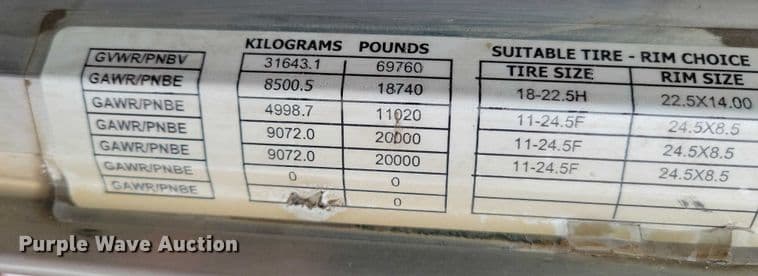 KILOGRAMS POUNDS SUITABLE TIRE - RIM CHOICE
GVWR/PNBV 31643.1 69760 TIRE SIZE RIM SIZE
GAWR/PNBE 8500.5 18740 18-22.5H 22.5X14.00
GAWR/PNBE 4998.7 11020 11-24.5F 24.5X8.5
GAWR/PNBE 9072.0 20000 11-24.5F 24.5X8.5
GAWR/PNBE 9072.0 20000 11-24.5F 24.5X8.5
GAWR/PNBE 0 0
GAWR/PNBE 0
Purple Wave Auction